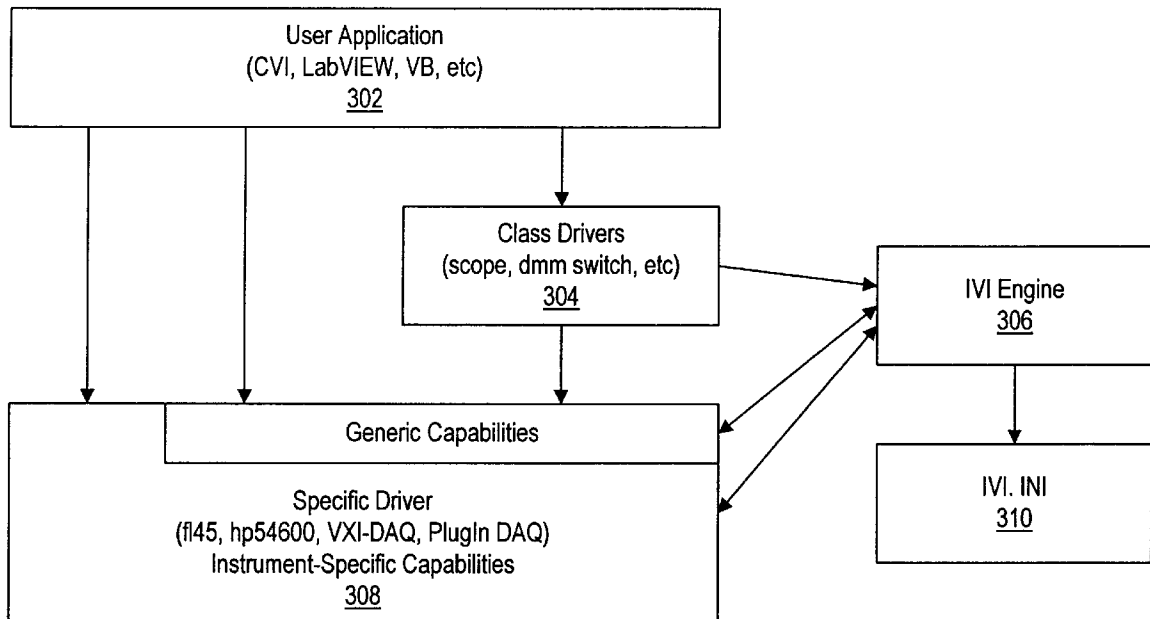 User Application
(CVI, LabVIEW, VB, etc)
302
Class Drivers
(scope, dmm switch, etc)
304
IVI Engine
306
Generic Capabilities
Specific Driver
(fl45, hp54600, VXI-DAQ, PlugIn DAQ)
Instrument-Specific Capabilities
308
IVI. INI
310